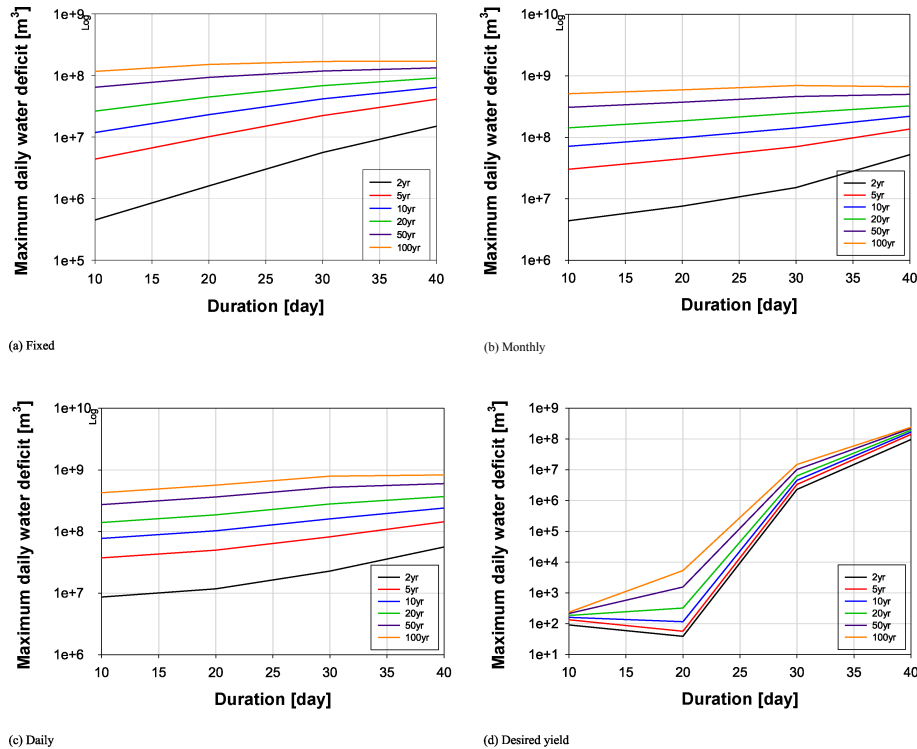 Maximum daily water deficit [m³]
Log
1e+9
1e+8
1e+7
1e+6
1e+5
10 15 20 25 30 35 40
Duration [day]
2yr
5yr
10yr
20yr
50yr
100yr
(a) Fixed
Maximum daily water deficit [m³]
Log
1e+10
1e+9
1e+8
1e+7
1e+6
10 15 20 25 30 35 40
Duration [day]
2yr
5yr
10yr
20yr
50yr
100yr
(b) Monthly
Maximum daily water deficit [m³]
Log
1e+10
1e+9
1e+8
1e+7
1e+6
10 15 20 25 30 35 40
Duration [day]
2yr
5yr
10yr
20yr
50yr
100yr
(c) Daily
Maximum daily water deficit [m³]
1e+9
1e+8
1e+7
1e+6
1e+5
1e+4
1e+3
1e+2
1e+1
10 15 20 25 30 35 40
Duration [day]
2yr
5yr
10yr
20yr
50yr
100yr
(d) Desired yield